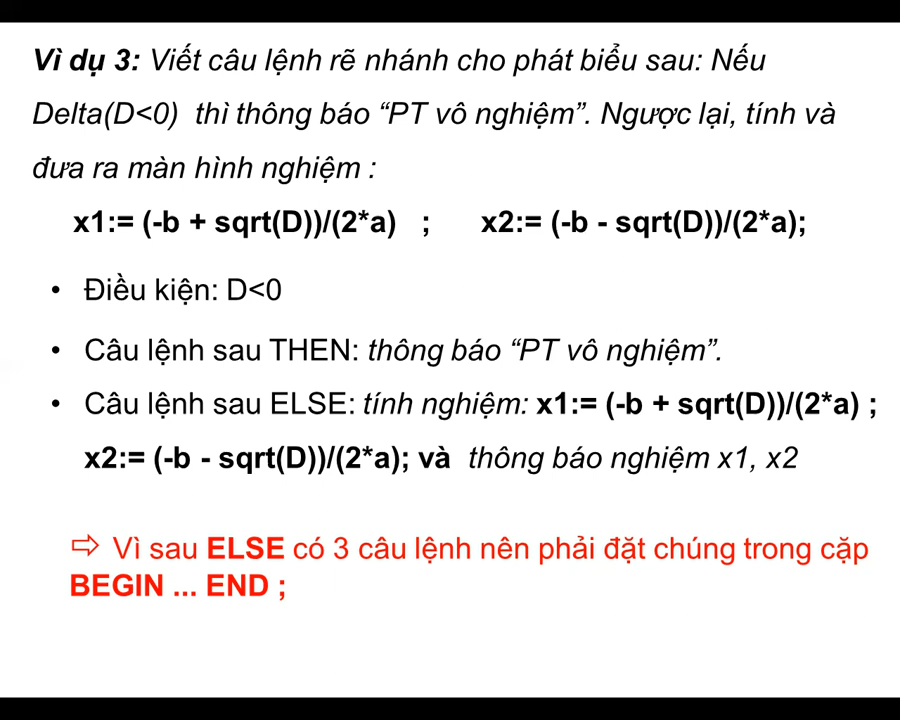 Vì dụ 3: Viết câu lệnh rẽ nhánh cho phát biểu sau: Nếu
Delta(D<0) thì thông báo “PT vô nghiệm”. Ngược lại, tính và
đưa ra màn hình nghiệm :
x1:= (-b + sqrt(D))/(2*a) ; x2:= (-b - sqrt(D))/(2*a);
• Điều kiện: D<0
• Câu lệnh sau THEN: thông báo “PT vô nghiệm”.
• Câu lệnh sau ELSE: tính nghiệm: x1:= (-b + sqrt(D))/(2*a) ;
x2:= (-b - sqrt(D))/(2*a); và thông báo nghiệm x1, x2
⇨ Vì sau ELSE có 3 câu lệnh nên phải đặt chúng trong cặp
BEGIN ... END ;